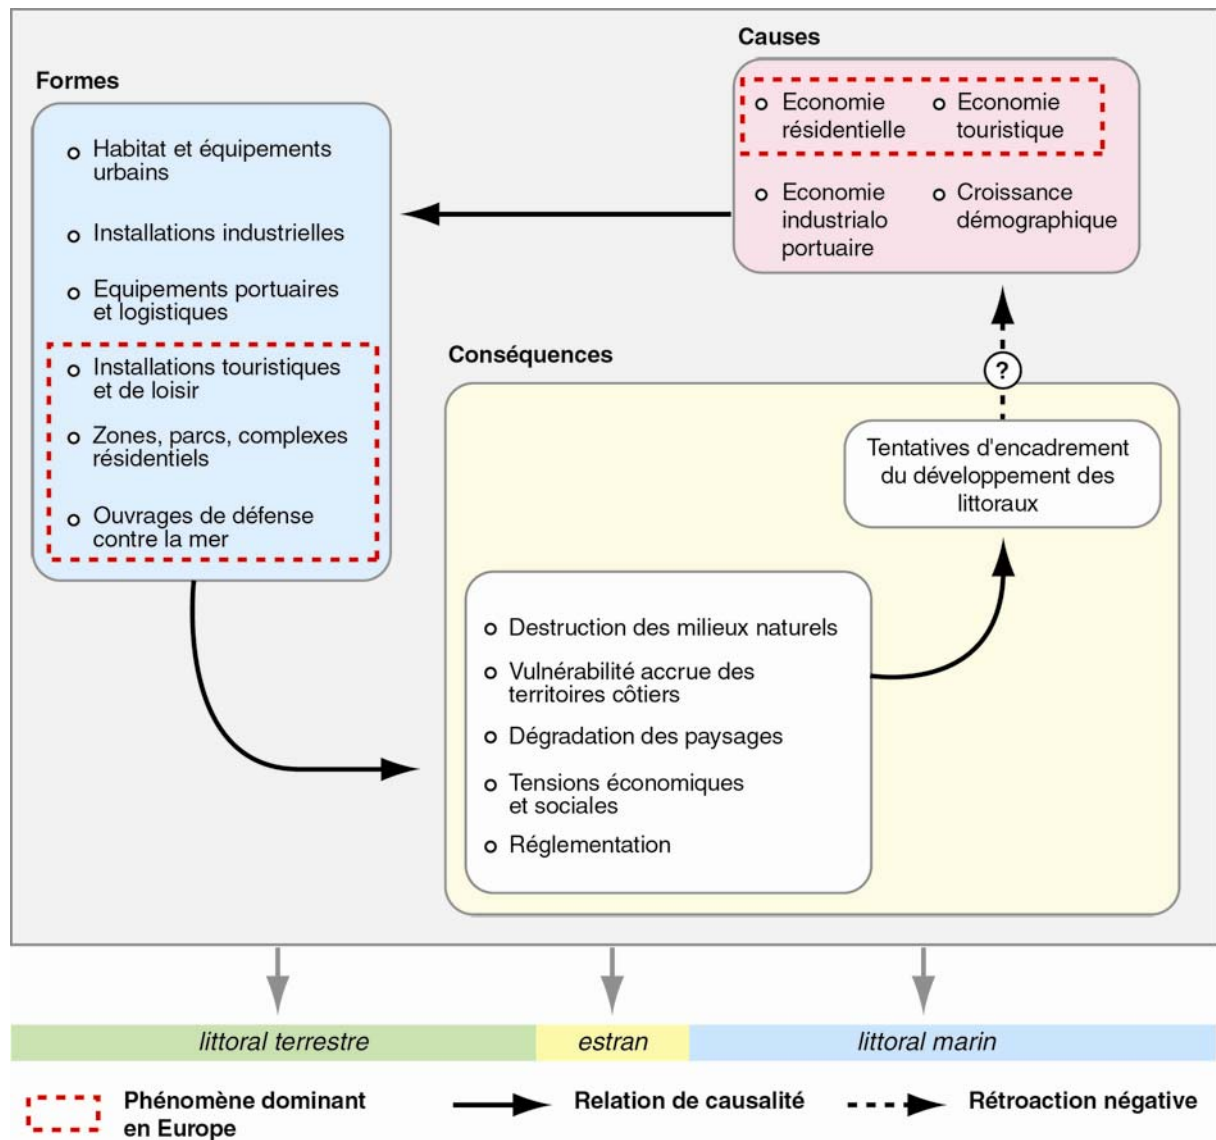 Causes
Economie
résidentielle
Economie
touristique
Economie
industrialo
portuaire
Croissance
démographique
Formes
Habitat et équipements
urbains
Installations industrielles
Equipements portuaires
et logistiques
Installations touristiques
et de loisir
Zones, parcs, complexes
résidentiels
Ouvrages de défense
contre la mer
Conséquences
?
Tentatives d'encadrement
du développement des
littoraux
Destruction des milieux naturels
Vulnérabilité accrue des
territoires côtiers
Dégradation des paysages
Tensions économiques
et sociales
Réglementation
littoral terrestre
estran
littoral marin
Phénomène dominant
en Europe
Relation de causalité
Rétroaction négative